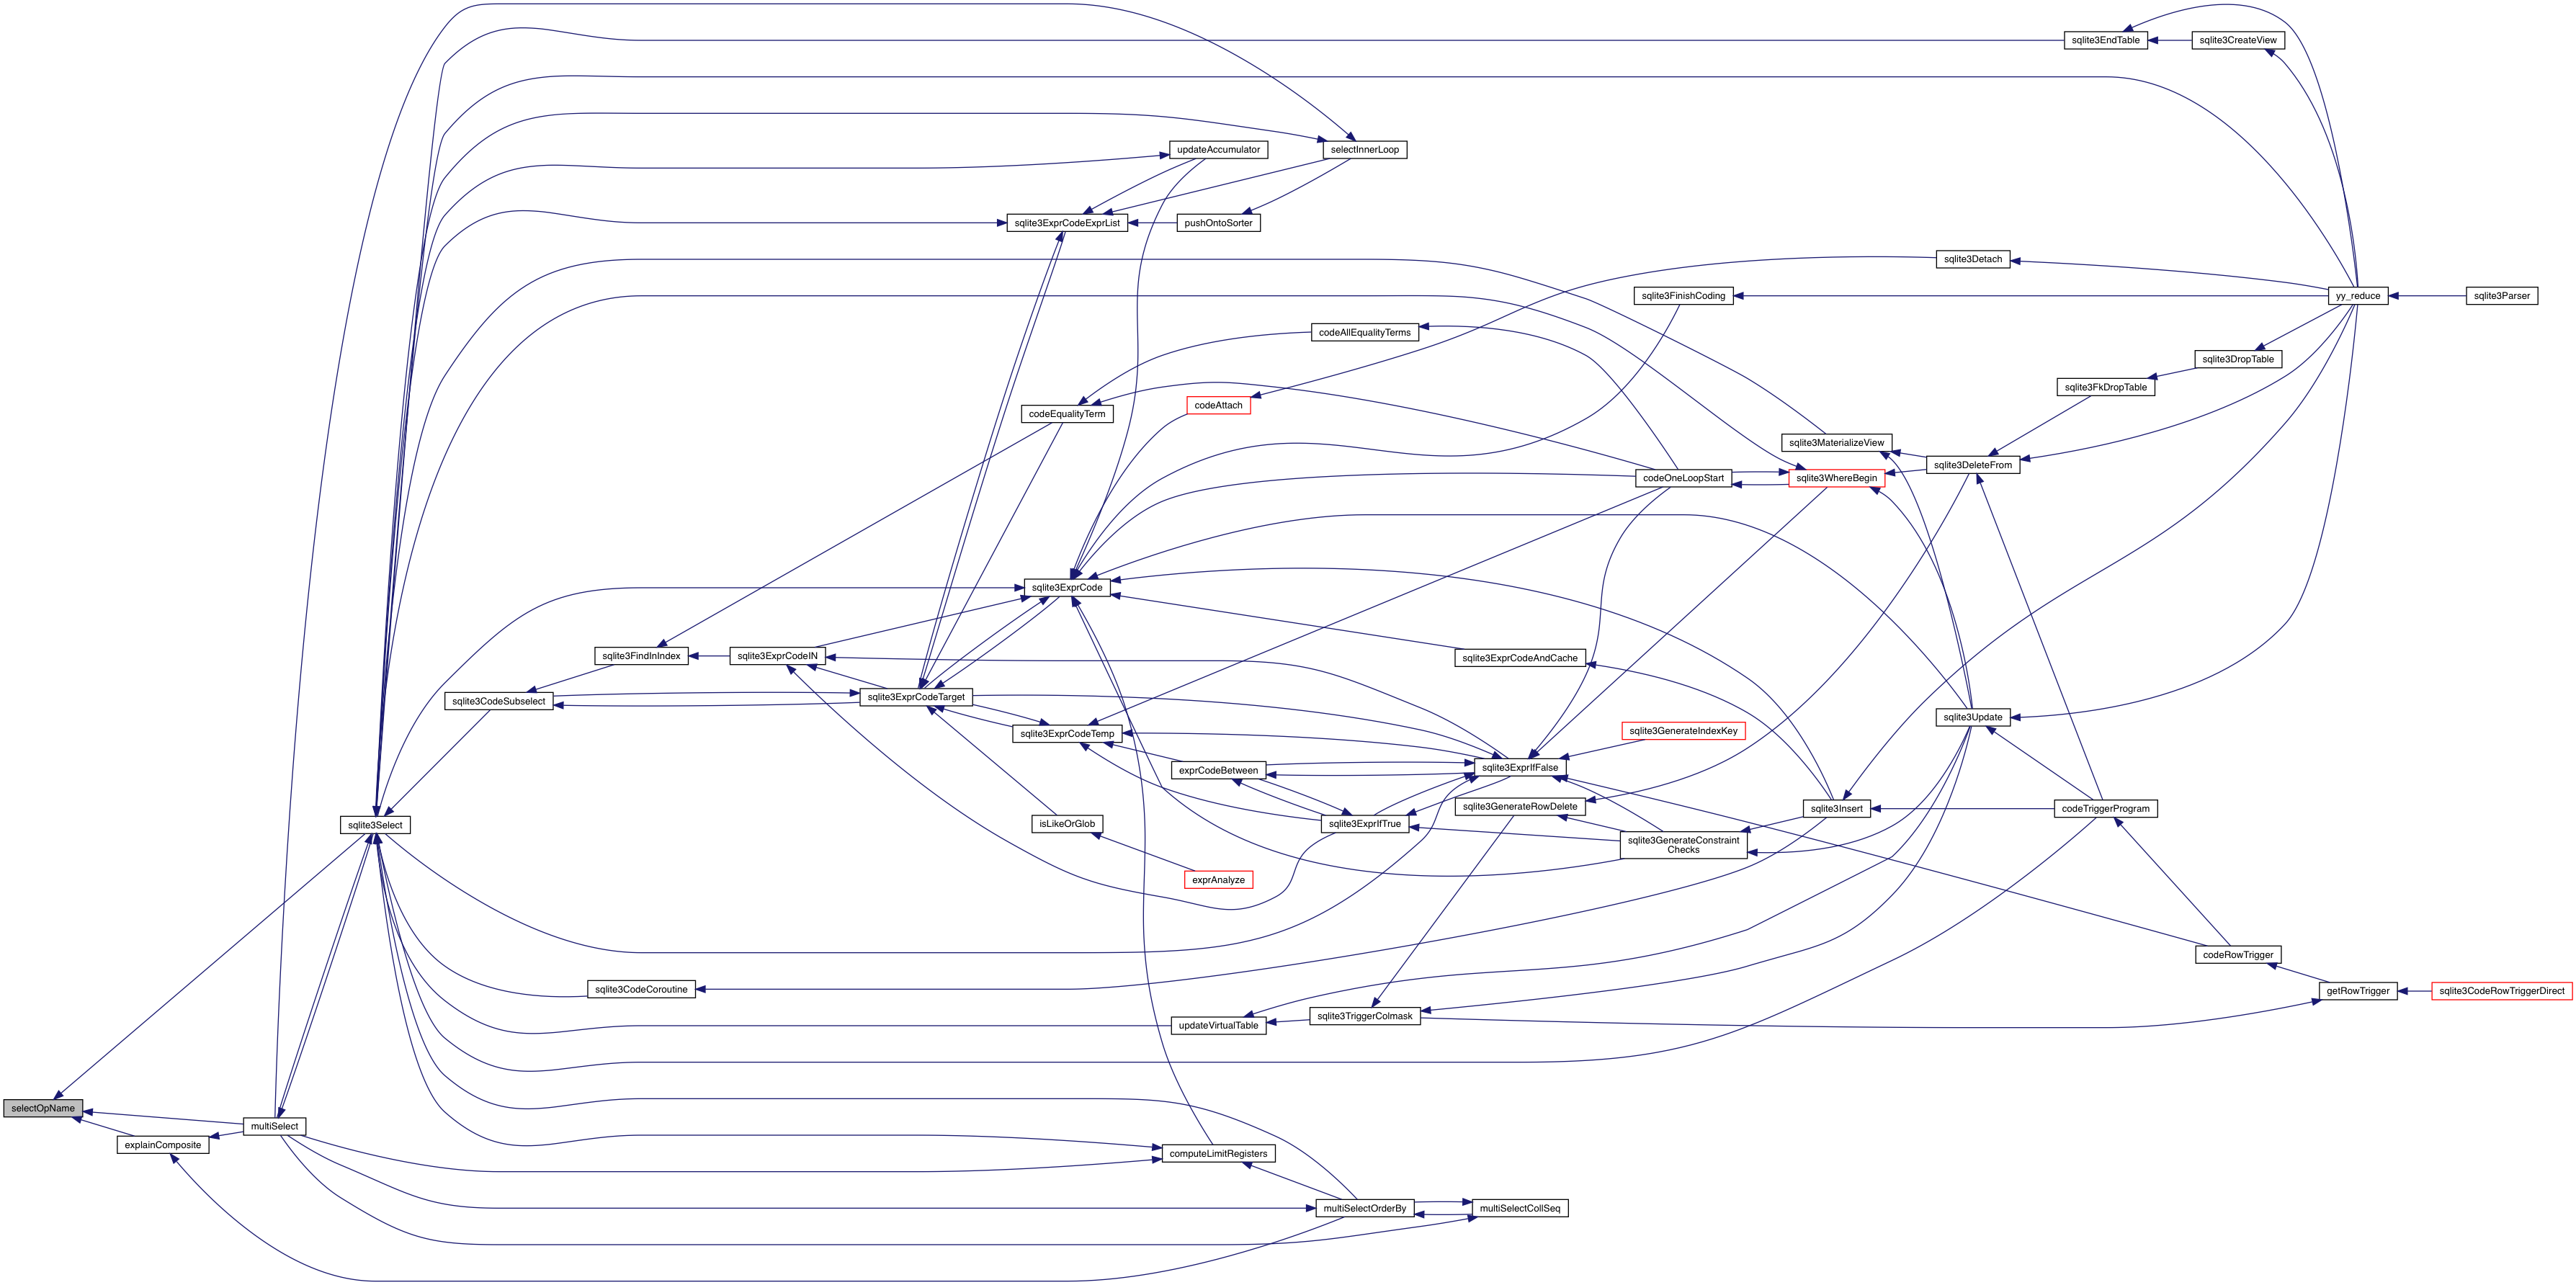 sqlite3EndTable
sqlite3CreateView
updateAccumulator
selectInnerLoop
sqlite3ExprCodeExprList
pushOntoSorter
sqlite3Detach
sqlite3FinishCoding
yy_reduce
sqlite3Parser
codeAllEqualityTerms
sqlite3DropTable
sqlite3FkDropTable
codeEqualityTerm
codeAttach
sqlite3MaterializeView
sqlite3DeleteFrom
codeOneLoopStart
sqlite3WhereBegin
sqlite3ExprCode
sqlite3FindInIndex
sqlite3ExprCodeIN
sqlite3ExprCodeAndCache
sqlite3CodeSubselect
sqlite3ExprCodeTarget
sqlite3Update
sqlite3ExprCodeTemp
sqlite3GenerateIndexKey
exprCodeBetween
sqlite3ExprIfFalse
sqlite3GenerateRowDelete
sqlite3Insert
codeTriggerProgram
sqlite3Select
isLikeOrGlob
sqlite3ExprIfTrue
sqlite3GenerateConstraint
Checks
exprAnalyze
codeRowTrigger
sqlite3CodeCoroutine
getRowTrigger
sqlite3CodeRowTriggerDirect
updateVirtualTable
sqlite3TriggerColmask
selectOpName
multiSelect
explainComposite
computeLimitRegisters
multiSelectOrderBy
multiSelectCollSeq